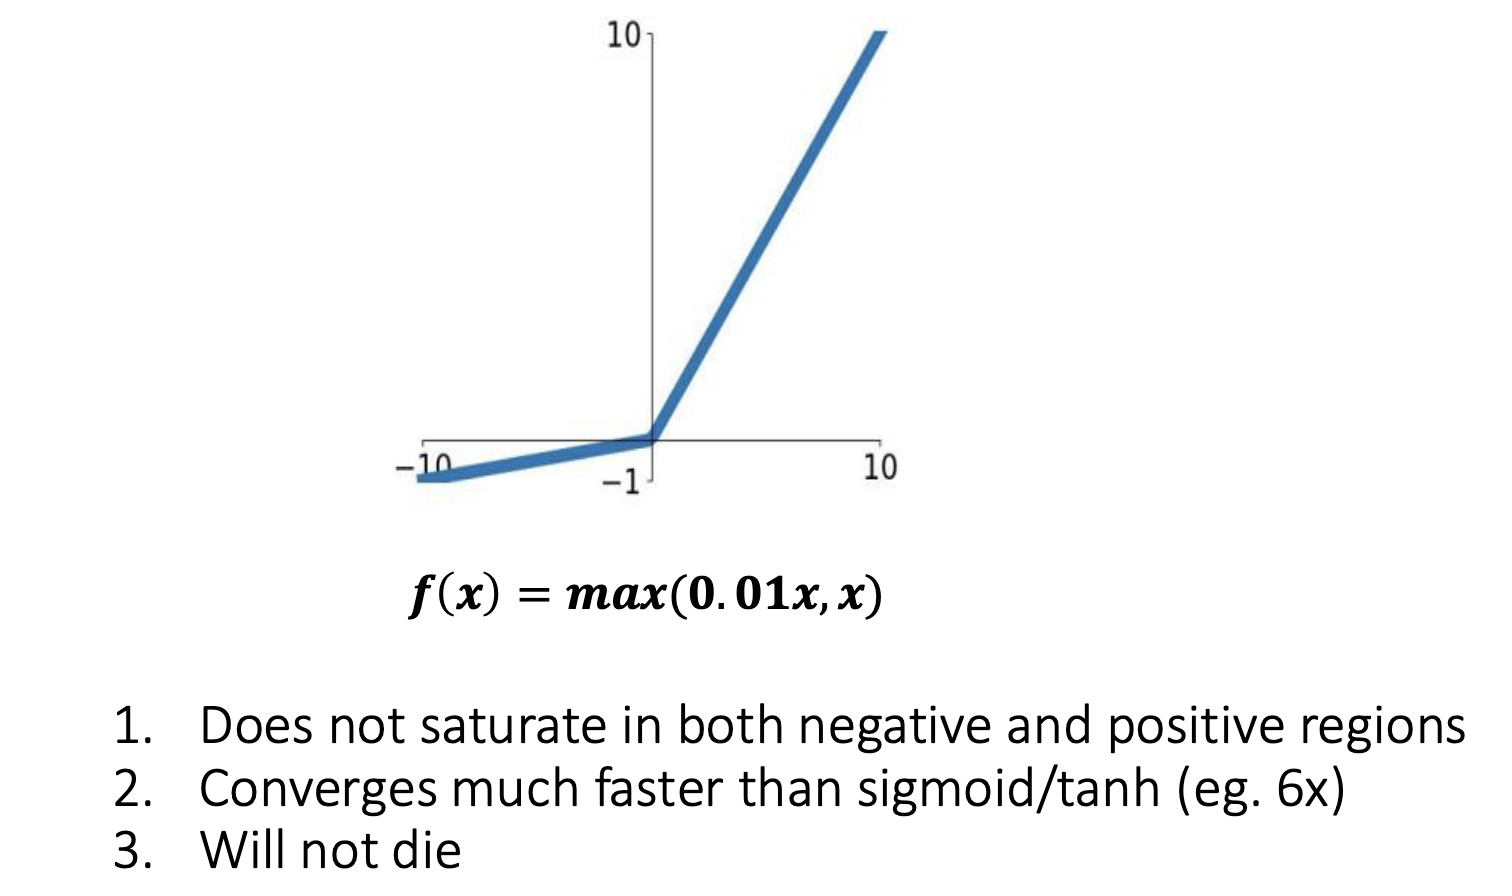 10
−10
−1
10
f(x) = max(0.01x, x)
1. Does not saturate in both negative and positive regions
2. Converges much faster than sigmoid/tanh (eg. 6x)
3. Will not die